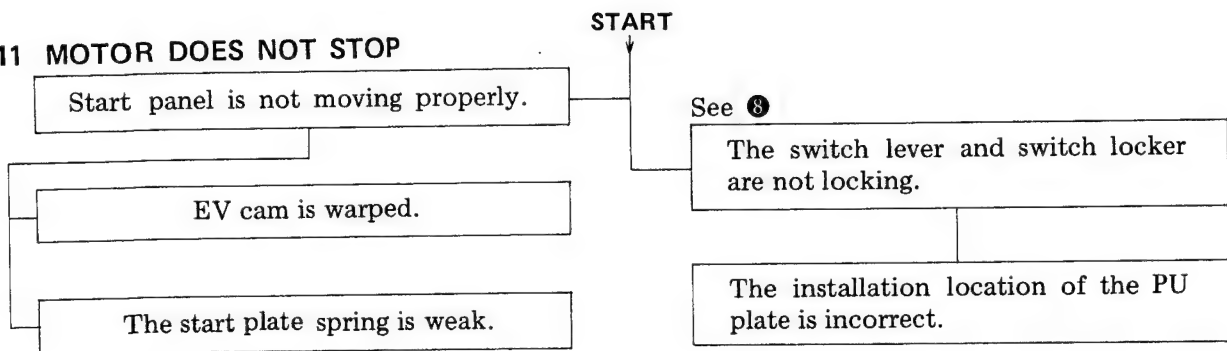 START
11 MOTOR DOES NOT STOP
Start panel is not moving properly.
See ❽
The switch lever and switch locker
are not locking.
EV cam is warped.
The installation location of the PU
plate is incorrect.
The start plate spring is weak.